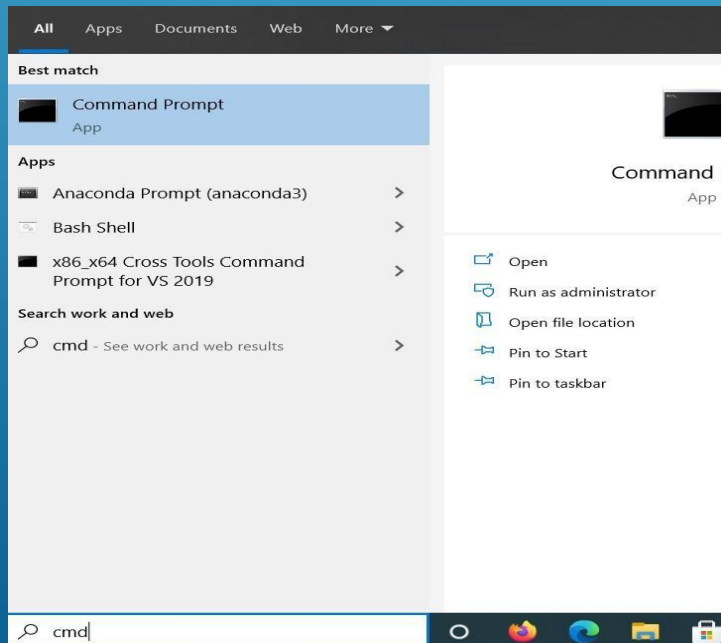 All Apps Documents Web More
Best match
Command Prompt
App
Apps
Anaconda Prompt (anaconda3)
Bash Shell
x86_x64 Cross Tools Command
Prompt for VS 2019
Search work and web
cmd - See work and web results
Command
App
Open
Run as administrator
Open file location
Pin to Start
Pin to taskbar
cmd